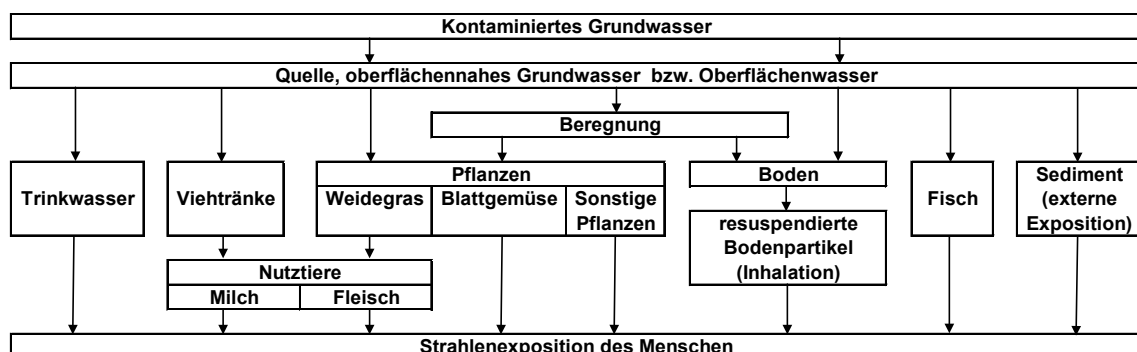 Kontaminiertes Grundwasser
Quelle, oberflächennahes Grundwasser bzw. Oberflächenwasser
Beregnung
Trinkwasser
Viehtränke
Pflanzen
Weidegras
Blattgemüse
Sonstige
Pflanzen
Boden
resuspendierte
Bodenpartikel
(Inhalation)
Fisch
Sediment
(externe
Exposition)
Nutztiere
Milch
Fleisch
Strahlenexposition des Menschen